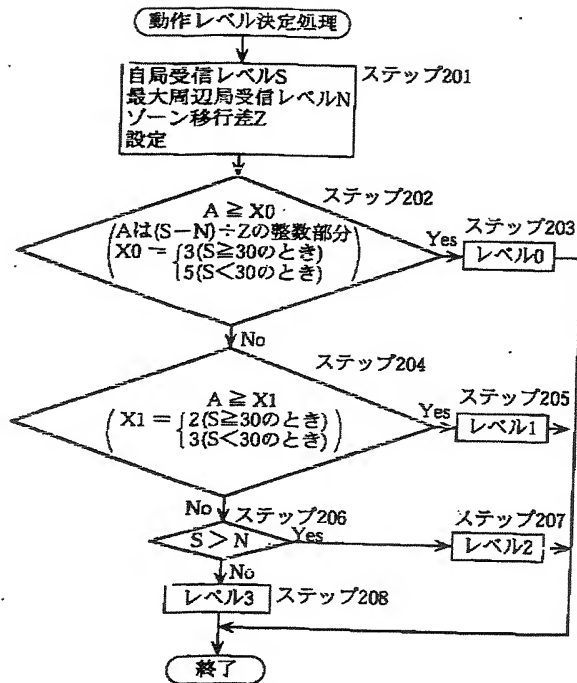 動作レベル決定処理
自局受信レベルS
最大周辺局受信レベルN
ゾーン移行差Z
設定
ステップ201
ステップ202
A ≧ X0
Aは(S－N)÷Zの整数部分
X0 ＝ 3(S≧30のとき)
5(S＜30のとき)
Yes
ステップ203
レベル0
No
ステップ204
A ≧ X1
X1 ＝ 2(S≧30のとき)
3(S＜30のとき)
Yes
ステップ205
レベル1
No
ステップ206
S ＞ N
Yes
ステップ207
レベル2
No
レベル3
ステップ208
終了